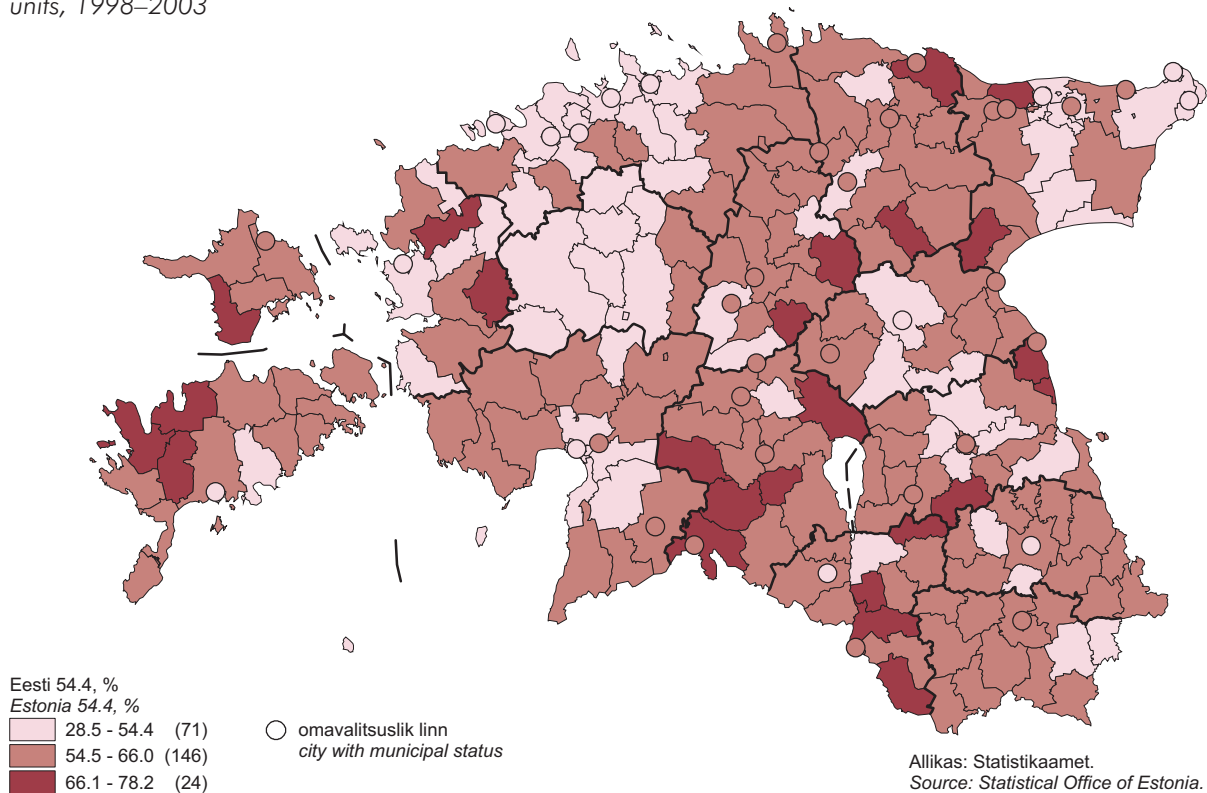 units, 1998–2003
Eesti 54.4, %
Estonia 54.4, %
28.5 - 54.4 (71)
54.5 - 66.0 (146)
66.1 - 78.2 (24)
omavalitsuslik linn
city with municipal status
Allikas: Statistikaamet.
Source: Statistical Office of Estonia.